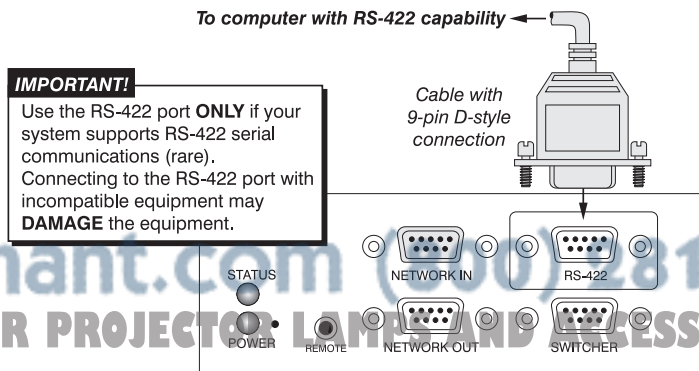 To computer with RS-422 capability
IMPORTANT!
Use the RS-422 port ONLY if your
system supports RS-422 serial
communications (rare).
Connecting to the RS-422 port with
incompatible equipment may
DAMAGE the equipment.
Cable with
9-pin D-style
connection
nant.com (800) 281
STATUS
NETWORK IN
RS-422
R PROJECTOR LAMPS AND ACCESS
POWER
REMOTE
NETWORK OUT
SWITCHER